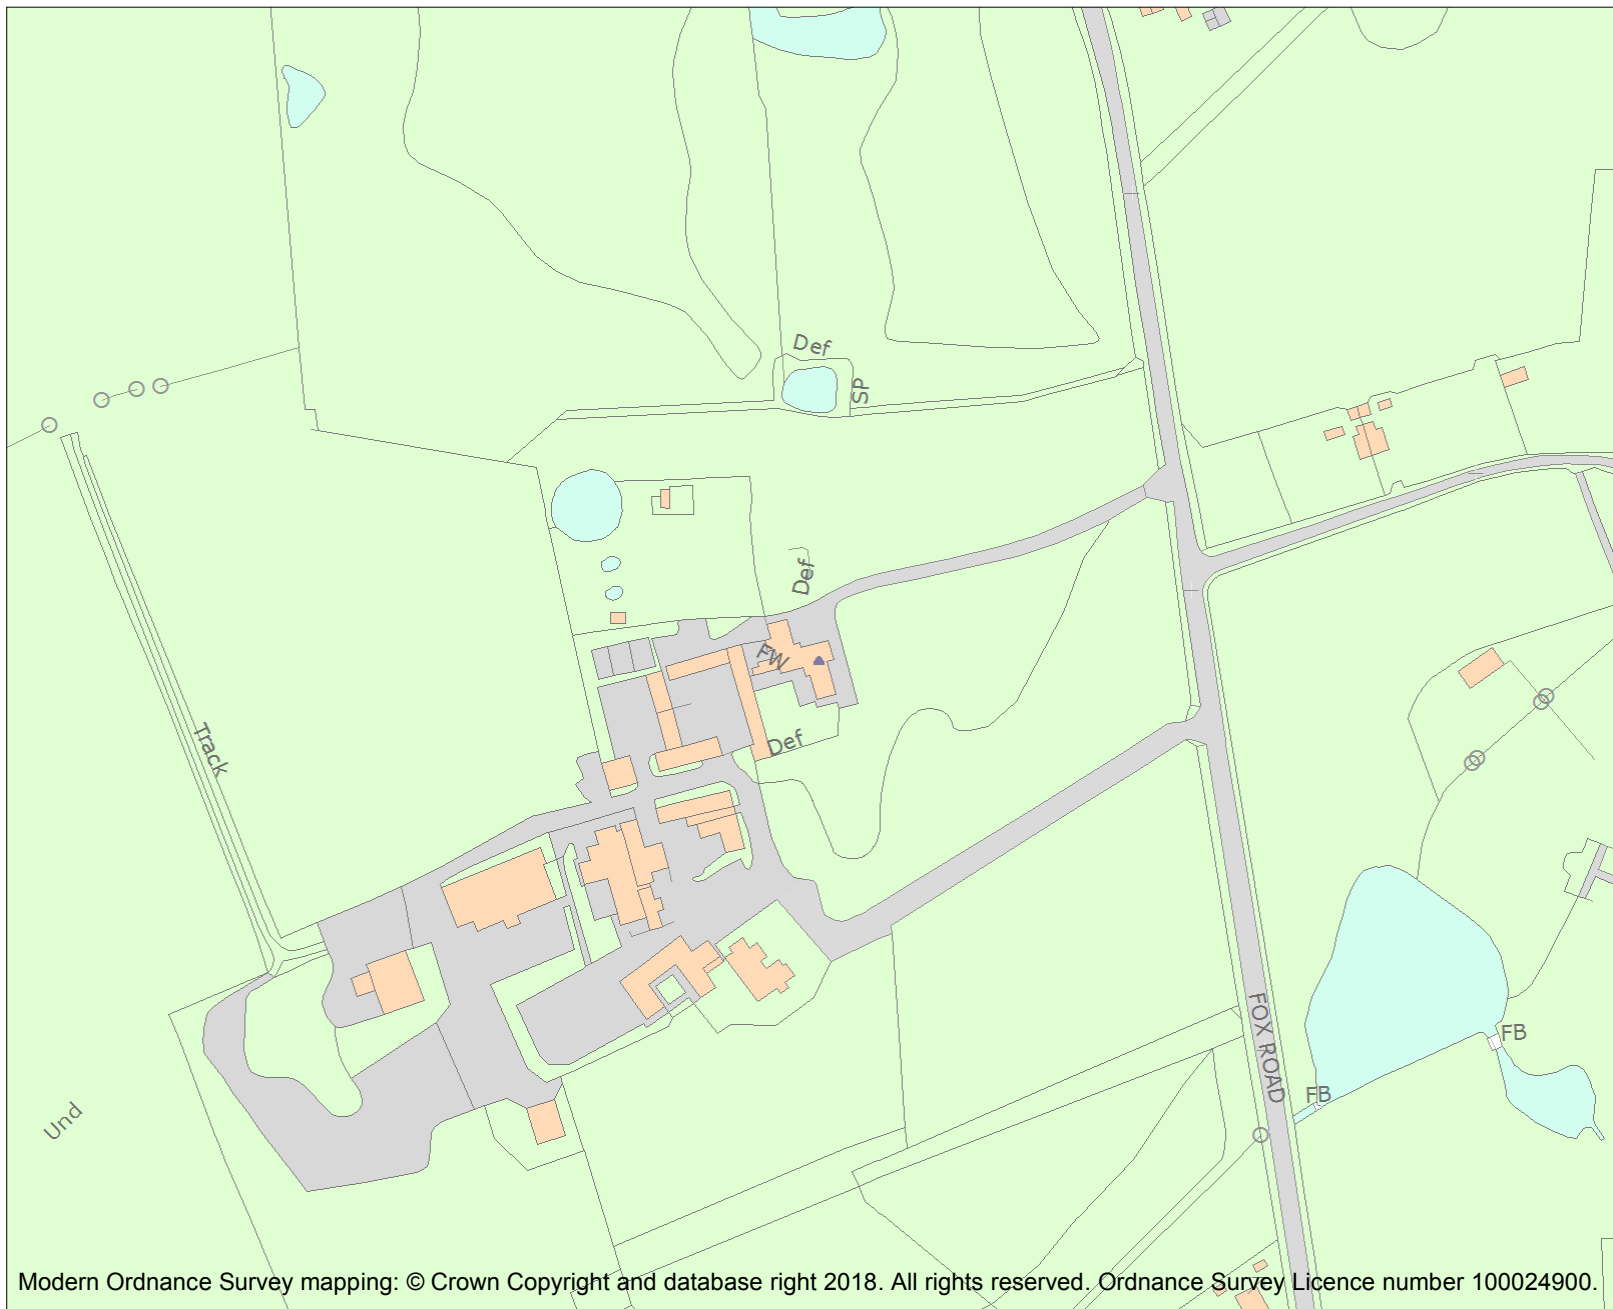 Def
SP
Def
FW
Def
Track
FOX ROAD
FB
FB
Und
Modern Ordnance Survey mapping: © Crown Copyright and database right 2018. All rights reserved. Ordnance Survey Licence number 100024900.